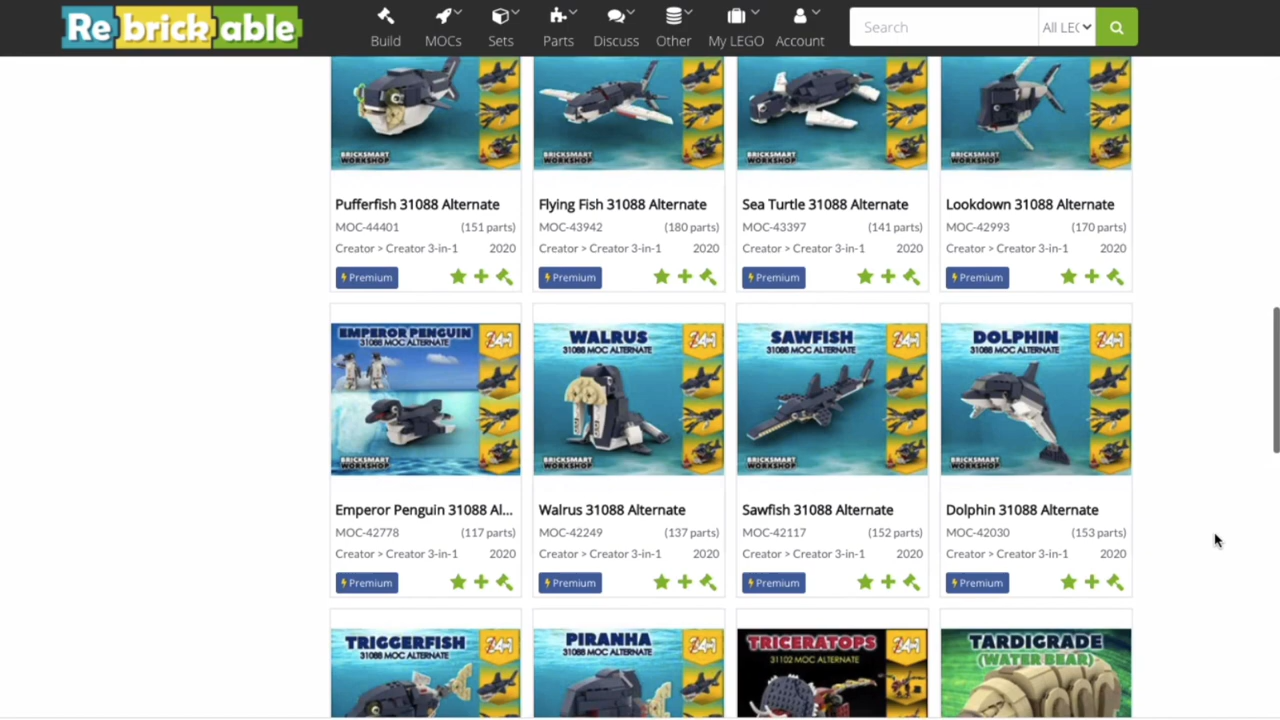 Rebrickable
Build MOCs Sets Parts Discuss Other My LEGO Account
Search All LE(
BRICKSMART WORKSHOP
BRICKSMART WORKSHOP
BRICKSMART WORKSHOP
BRICKSMART WORKSHOP
Pufferfish 31088 Alternate
MOC-44401 (151 parts)
Creator > Creator 3-in-1 2020
Premium
Flying Fish 31088 Alternate
MOC-43942 (180 parts)
Creator > Creator 3-in-1 2020
Premium
Sea Turtle 31088 Alternate
MOC-43397 (141 parts)
Creator > Creator 3-in-1 2020
Premium
Lookdown 31088 Alternate
MOC-42993 (170 parts)
Creator > Creator 3-in-1 2020
Premium
EMPEROR PENGUIN
31088 MOC ALTERNATE
BRICKSMART
WORKSHOP
Emperor Penguin 31088 Al...
MOC-42778 (117 parts)
Creator > Creator 3-in-1 2020
Premium
WALRUS
31088 MOC ALTERNATE
BRICKSMART
WORKSHOP
Walrus 31088 Alternate
MOC-42249 (137 parts)
Creator > Creator 3-in-1 2020
Premium
SAWFISH
31088 MOC ALTERNATE
BRICKSMART
WORKSHOP
Sawfish 31088 Alternate
MOC-42117 (152 parts)
Creator > Creator 3-in-1 2020
Premium
DOLPHIN
31088 MOC ALTERNATE
BRICKSMART
WORKSHOP
Dolphin 31088 Alternate
MOC-42030 (153 parts)
Creator > Creator 3-in-1 2020
Premium
TRIGGERFISH
31088 MOC ALTERNATE
PIRANHA
31088 MOC ALTERNATE
TRICERATOPS
31102 MOC ALTERNATE
TARDIGRADE
(WATER BEAR)